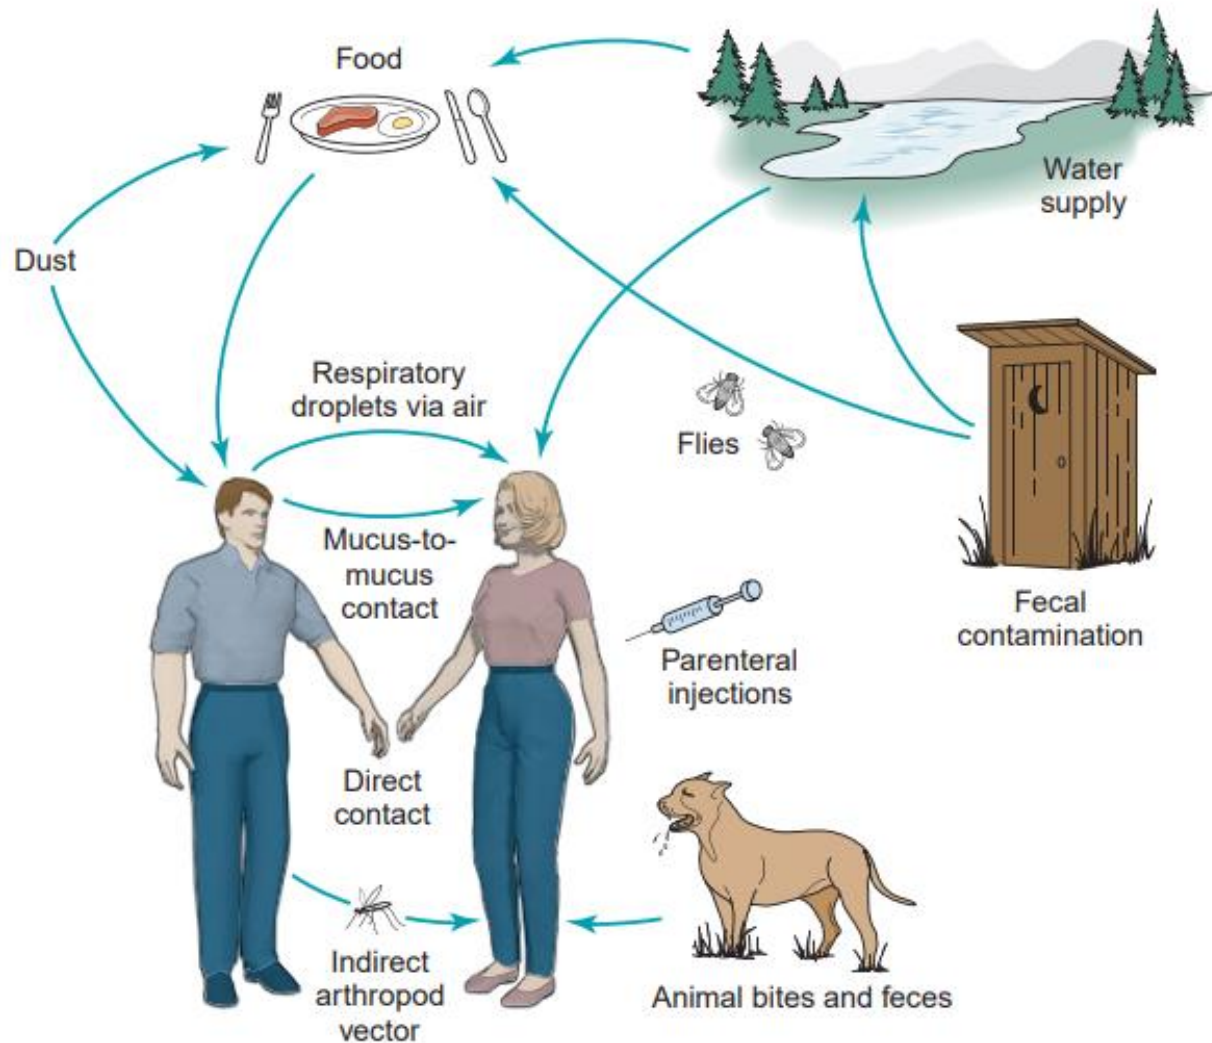 Food
Water
supply
Dust
Respiratory
droplets via air
Flies
Mucus-to-
mucus
contact
Fecal
contamination
Parenteral
injections
Direct
contact
Indirect
arthropod
vector
Animal bites and feces